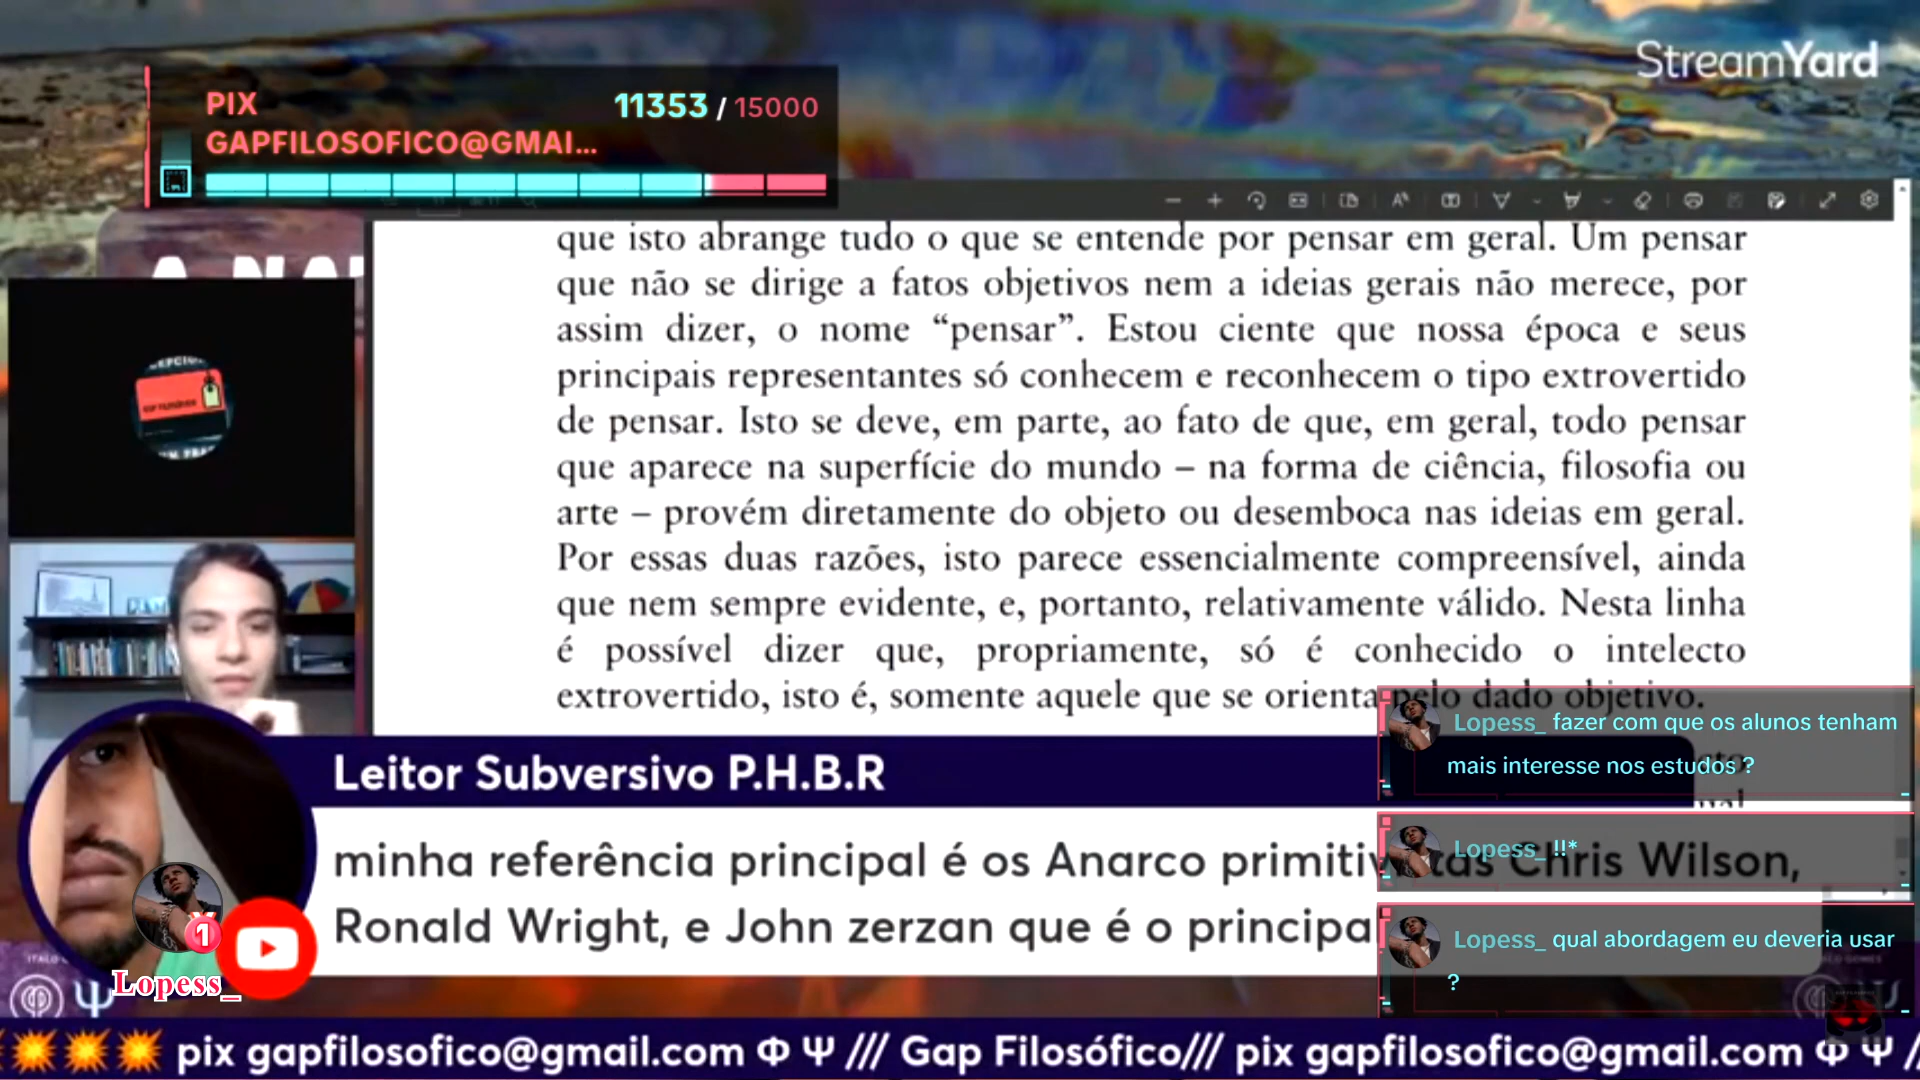 StreamYard
PIX
11353 / 15000
GAPFILOSOFICO@GMAI...
que isto abrange tudo o que se entende por pensar em geral. Um pensar
que não se dirige a fatos objetivos nem a ideias gerais não merece, por
assim dizer, o nome “pensar”. Estou ciente que nossa época e seus
principais representantes só conhecem e reconhecem o tipo extrovertido
de pensar. Isto se deve, em parte, ao fato de que, em geral, todo pensar
que aparece na superfície do mundo – na forma de ciência, filosofia ou
arte – provém diretamente do objeto ou desemboca nas ideias em geral.
Por essas duas razões, isto parece essencialmente compreensível, ainda
que nem sempre evidente, e, portanto, relativamente válido. Nesta linha
é possível dizer que, propriamente, só é conhecido o intelecto
extrovertido, isto é, somente aquele que se orienta pelo dado objetivo.
Leitor Subversivo P.H.B.R
minha referência principal é os Anarco primitivistas Chris Wilson,
Ronald Wright, e John zerzan que é o principa
Lopess_ fazer com que os alunos tenham
mais interesse nos estudos ?
Lopess_ !!*
Lopess_ qual abordagem eu deveria usar
?
1
Lopess_
💥💥💥 pix gapfilosofico@gmail.com Φ Ψ /// Gap Filosófico/// pix gapfilosofico@gmail.com Φ Ψ /